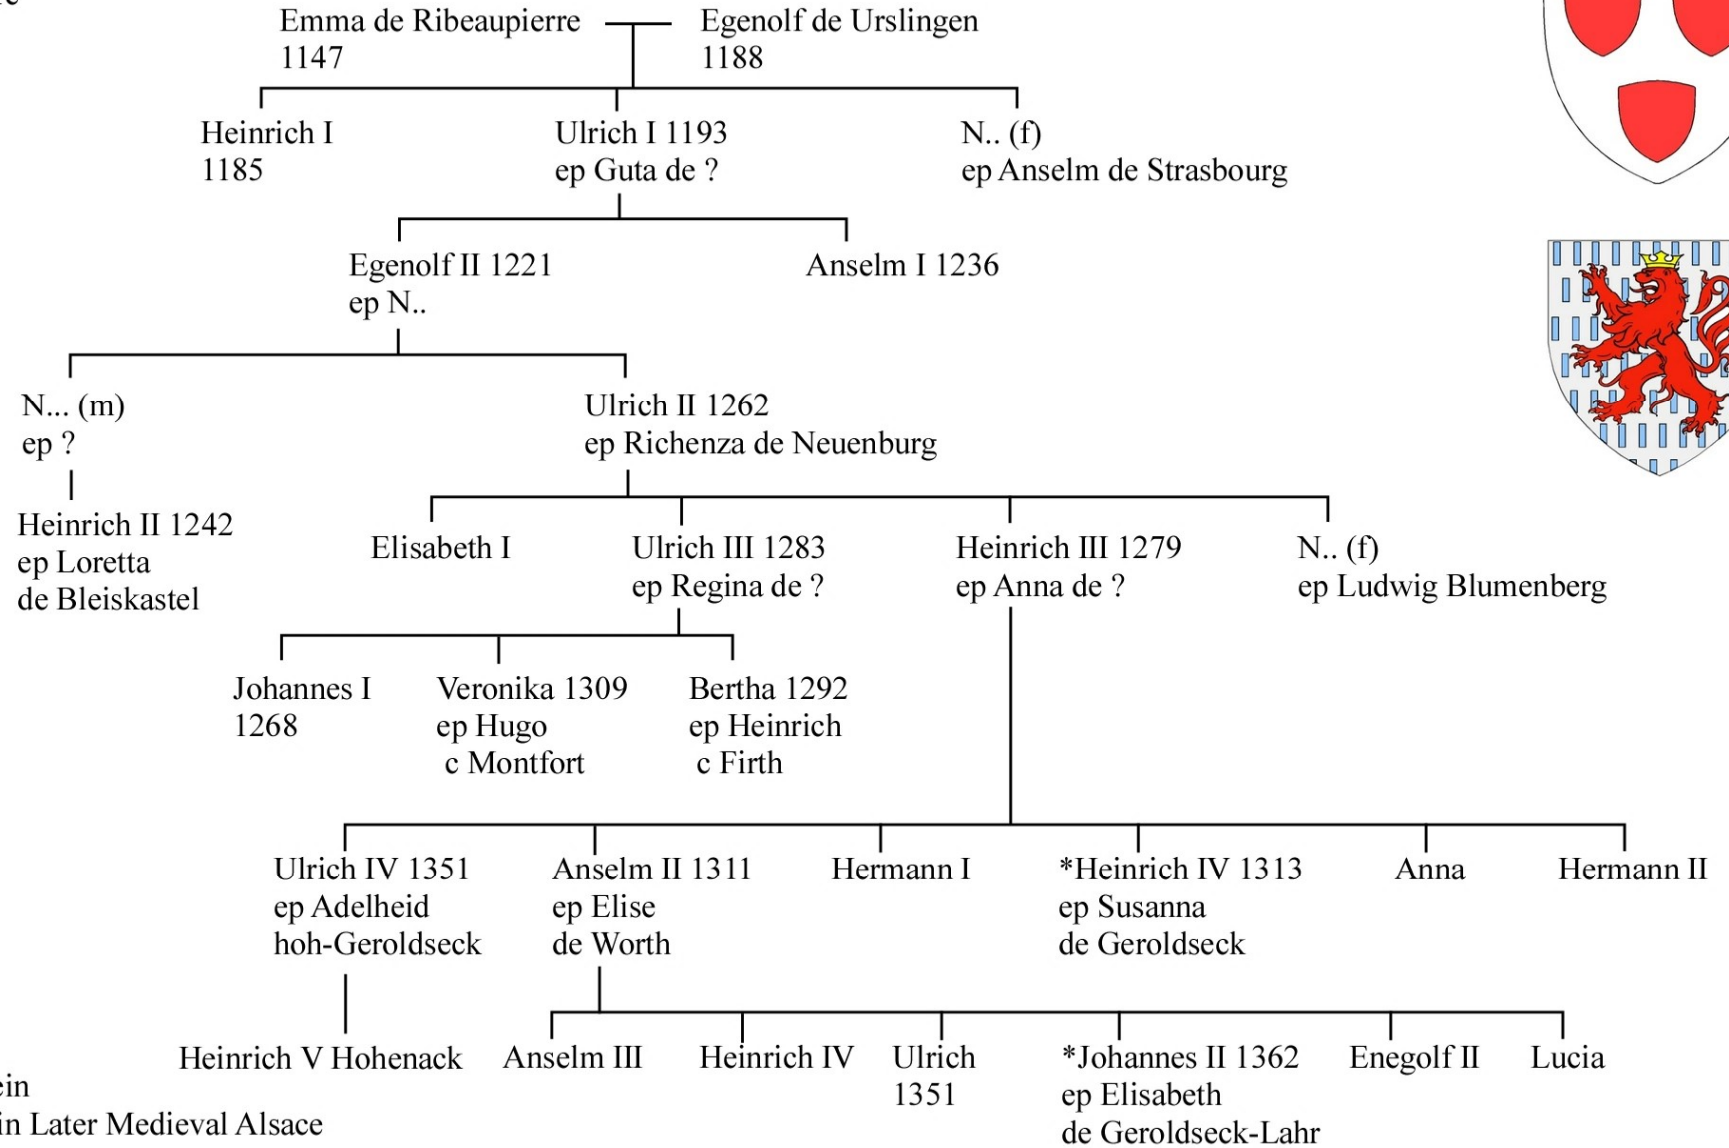 Emma de Ribeaupierre
1147
Egenolf de Urslingen
1188
Heinrich I
1185
Ulrich I 1193
ep Guta de ?
N.. (f)
ep Anselm de Strasbourg
Egenolf II 1221
ep N..
Anselm I 1236
N... (m)
ep ?
Ulrich II 1262
ep Richenza de Neuenburg
Heinrich II 1242
ep Loretta
de Bleiskastel
Elisabeth I
Ulrich III 1283
ep Regina de ?
Heinrich III 1279
ep Anna de ?
N.. (f)
ep Ludwig Blumenberg
Johannes I
1268
Veronika 1309
ep Hugo
c Montfort
Bertha 1292
ep Heinrich
c Firth
Ulrich IV 1351
ep Adelheid
hoh-Geroldseck
Anselm II 1311
ep Elise
de Worth
Hermann I
*Heinrich IV 1313
ep Susanna
de Geroldseck
Anna
Hermann II
Heinrich V Hohenack
Anselm III
Heinrich IV
Ulrich
1351
*Johannes II 1362
ep Elisabeth
de Geroldseck-Lahr
Enegolf II
Lucia
ein
in Later Medieval Alsace